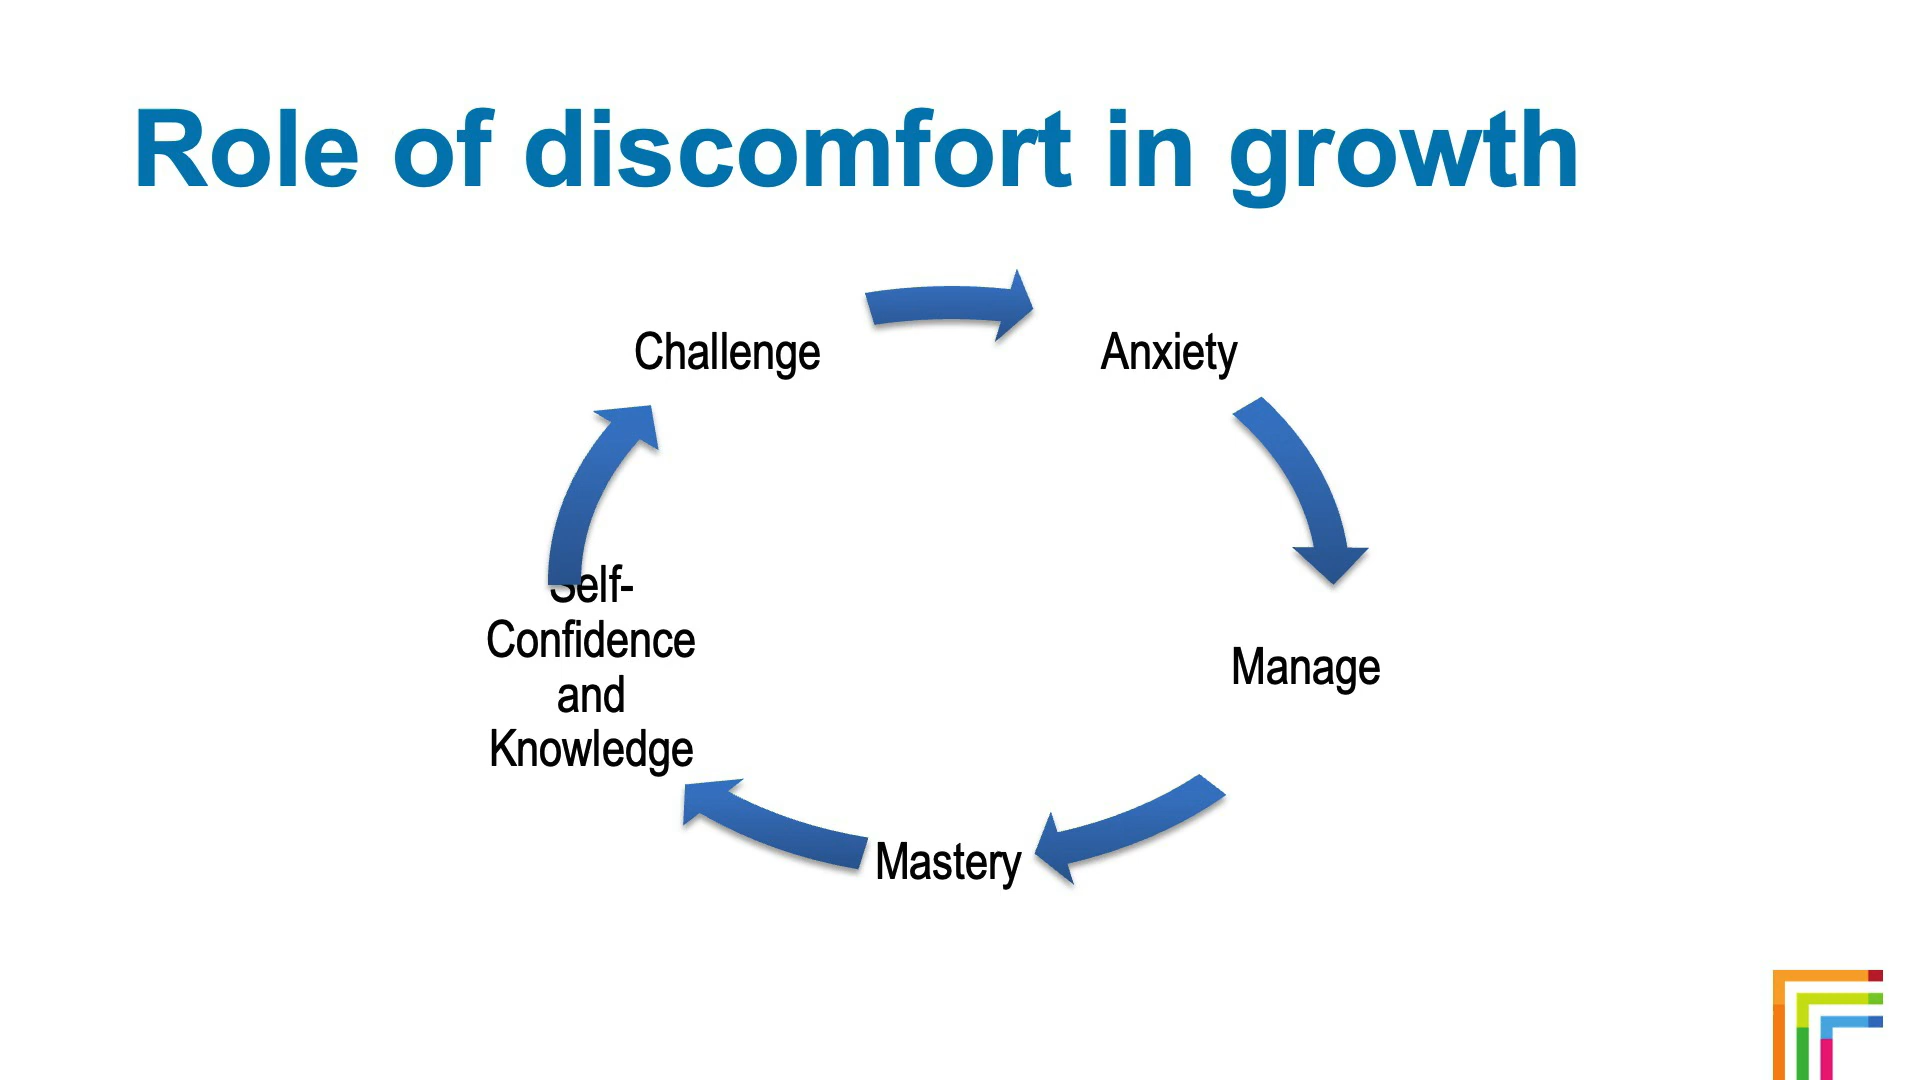 Role of discomfort in growth
Challenge
Anxiety
Manage
Mastery
Self-
Confidence
and
Knowledge